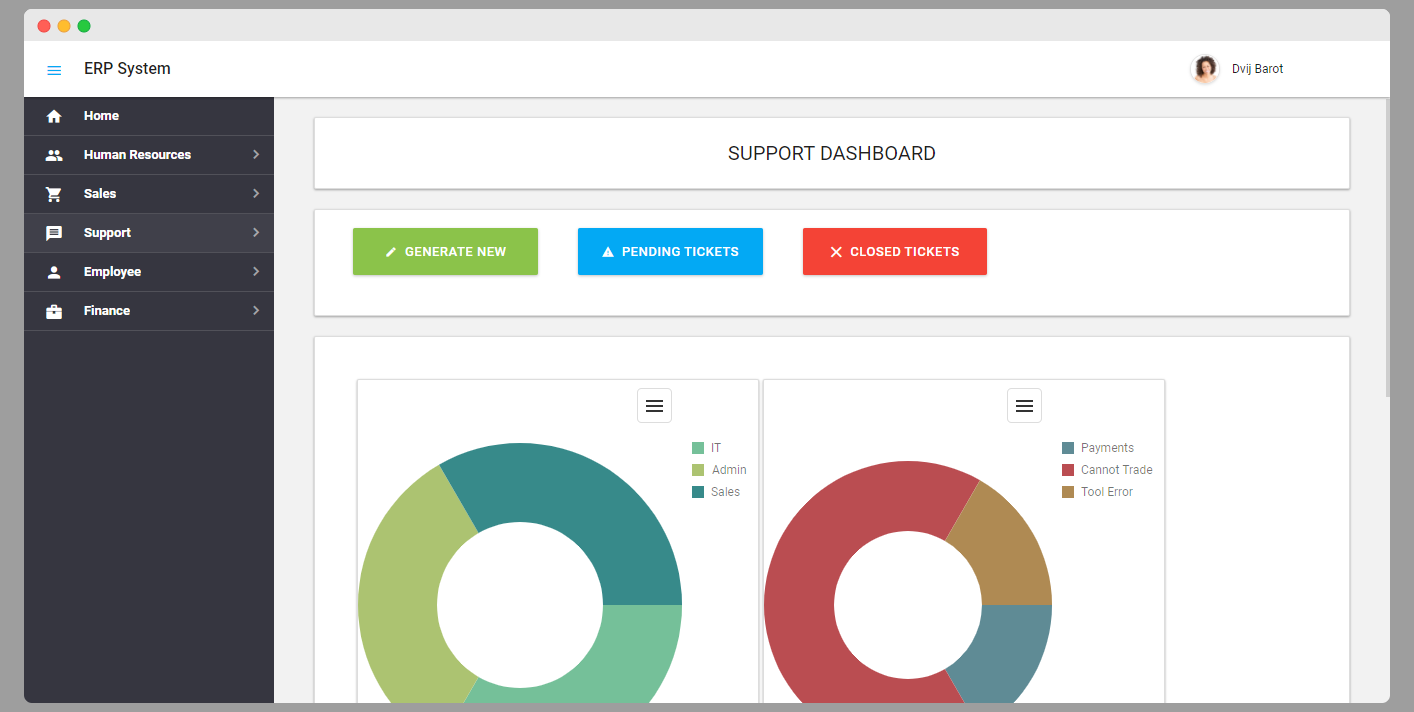 ERP System
Dvij Barot
Home
Human Resources
Sales
Support
Employee
Finance
SUPPORT DASHBOARD
GENERATE NEW
PENDING TICKETS
CLOSED TICKETS
IT
Admin
Sales
Payments
Cannot Trade
Tool Error